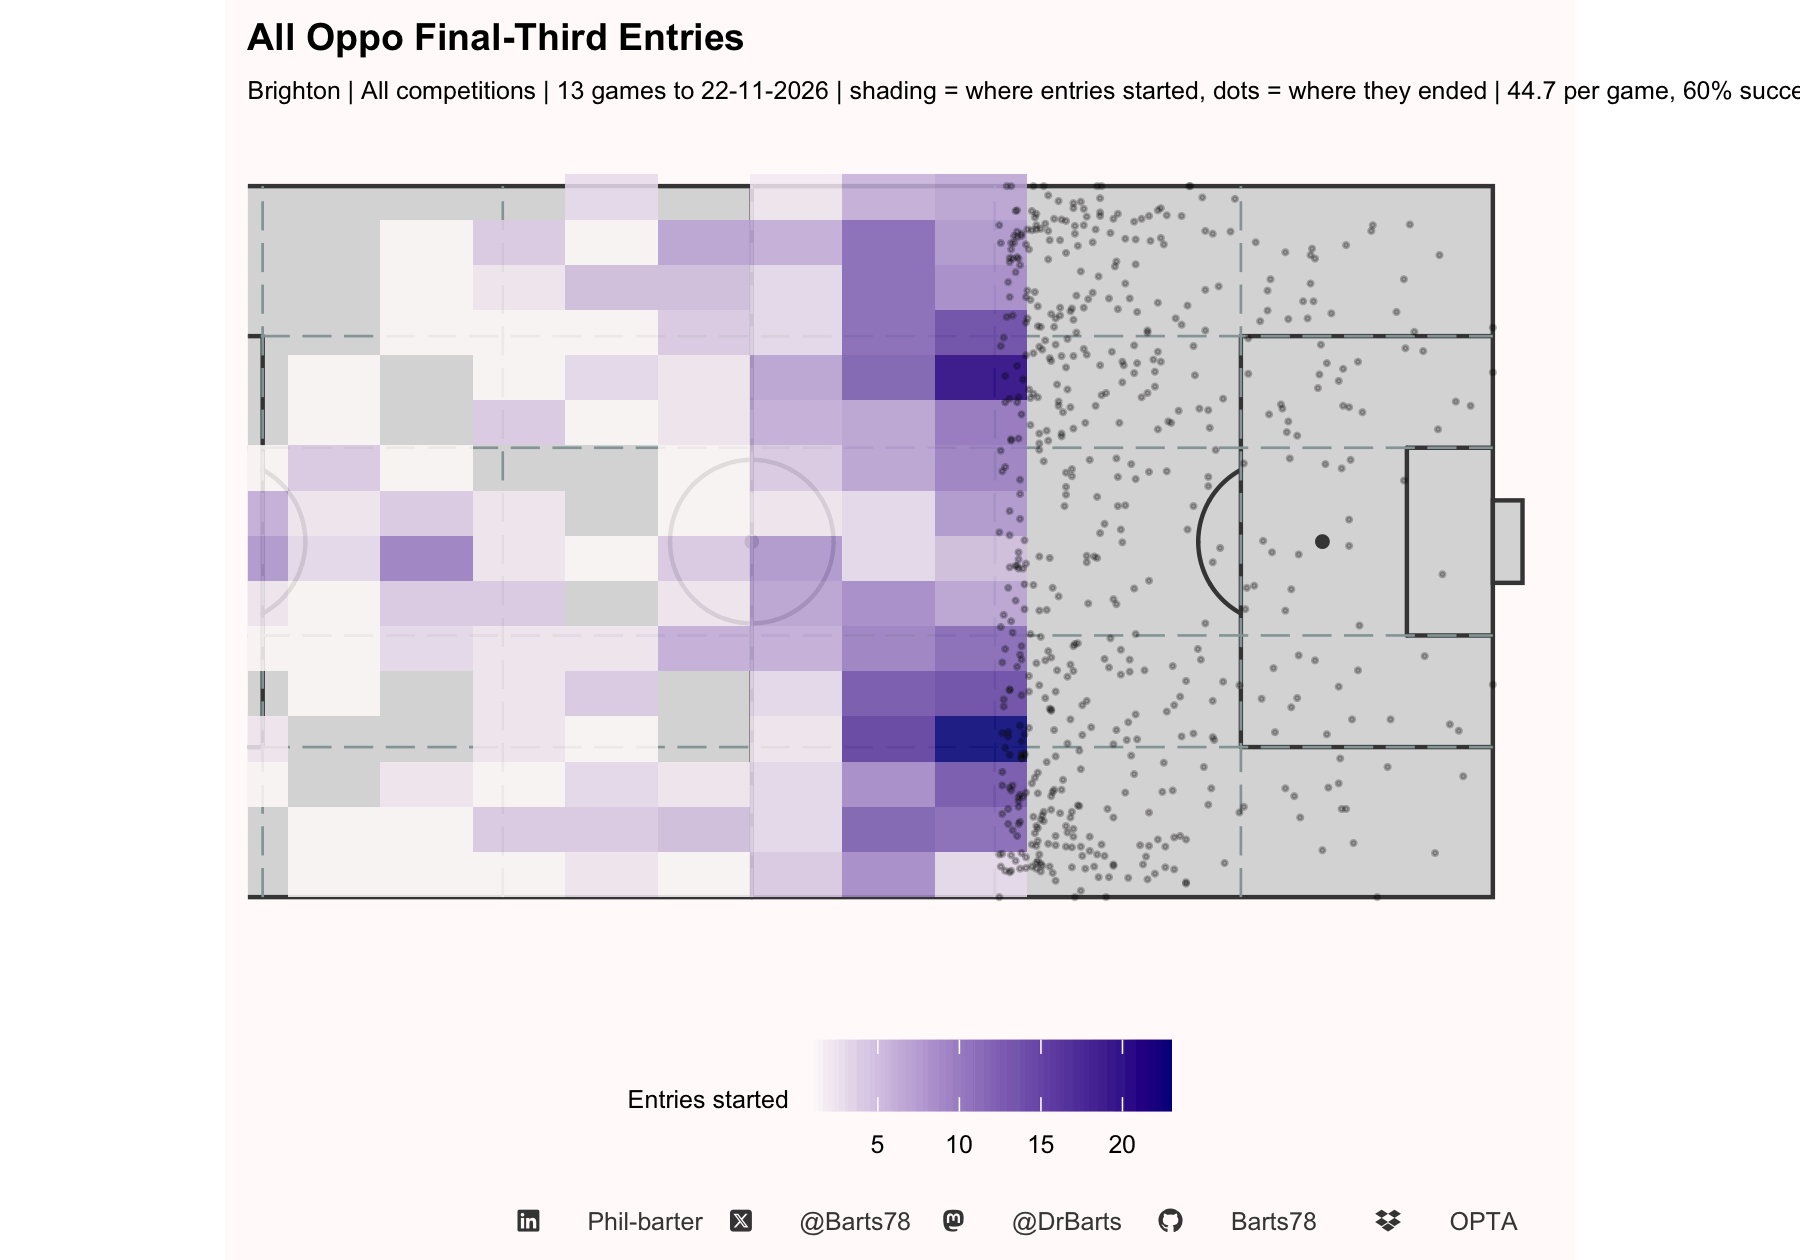 All Oppo Final-Third Entries
Brighton | All competitions | 13 games to 22-11-2026 | shading = where entries started, dots = where they ended | 44.7 per game, 60% succe
Entries started
5 10 15 20
Phil-barter @Barts78 @DrBarts Barts78 OPTA